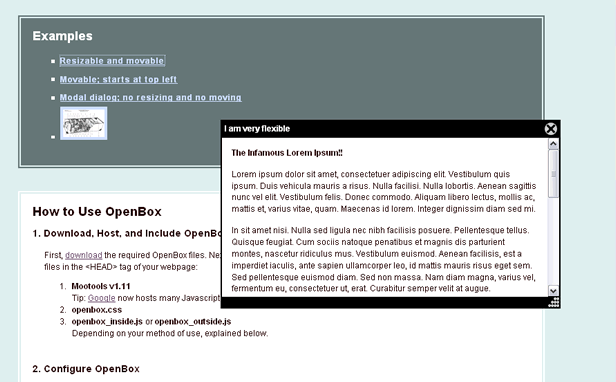 Examples
Resizable and movable
Movable; starts at top left
Modal dialog; no resizing and no moving
I am very flexible
The Infamous Lorem Ipsum!!
Lorem ipsum dolor sit amet, consectetuer adipiscing elit. Vestibulum quis
ipsum. Duis vehicula mauris a risus. Nulla facilisi. Nulla lobortis. Aenean sagittis
nunc vel elit. Vestibulum felis. Donec commodo. Aliquam libero lectus, mollis ac,
mattis et, varius vitae, quam. Maecenas id lorem. Integer dignissim diam sed mi.
In sit amet nisi. Nulla sed ligula nec nibh facilisis posuere. Pellentesque tellus.
Quisque feugiat. Cum sociis natoque penatibus et magnis dis parturient
montes, nascetur ridiculus mus. Vestibulum euismod. Aenean facilisis, est a
imperdiet iaculis, ante sapien ullamcorper leo, id mattis mauris risus eget sem.
Sed pellentesque euismod diam. Sed non massa. Nam diam magna, varius vel,
fermentum eu, consectetuer ut, erat. Curabitur semper velit at augue.
How to Use OpenBox
1. Download, Host, and Include OpenBo
First, download the required OpenBox files. Ne
files in the <HEAD> tag of your webpage:
1. Mootools v1.11
Tip: Google now hosts many Javascript
2. openbox.css
3. openbox_inside.js or openbox_outside.js
Depending on your method of use, explained below.
2. Configure OpenBox